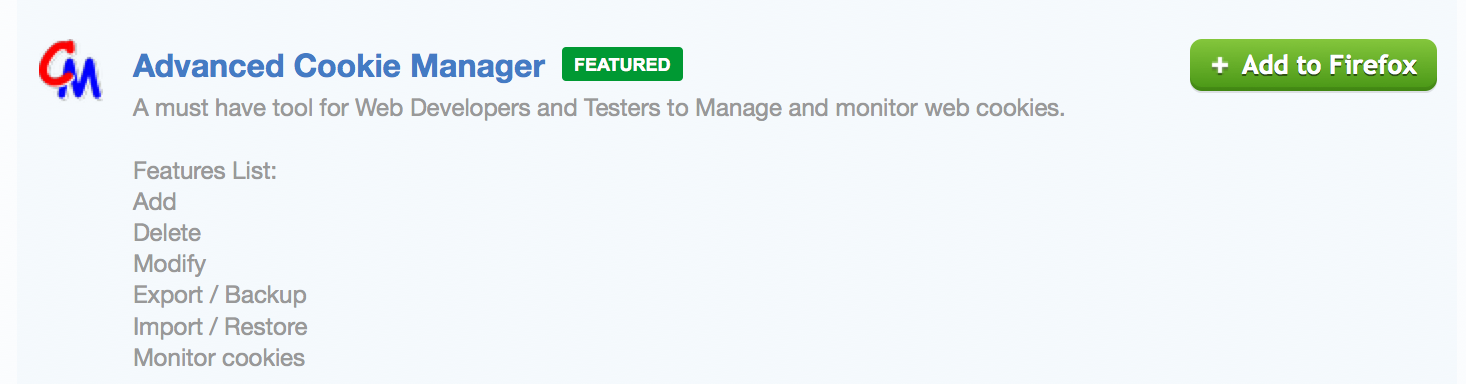 CM
Advanced Cookie Manager FEATURED
+ Add to Firefox
A must have tool for Web Developers and Testers to Manage and monitor web cookies.
Features List:
Add
Delete
Modify
Export / Backup
Import / Restore
Monitor cookies